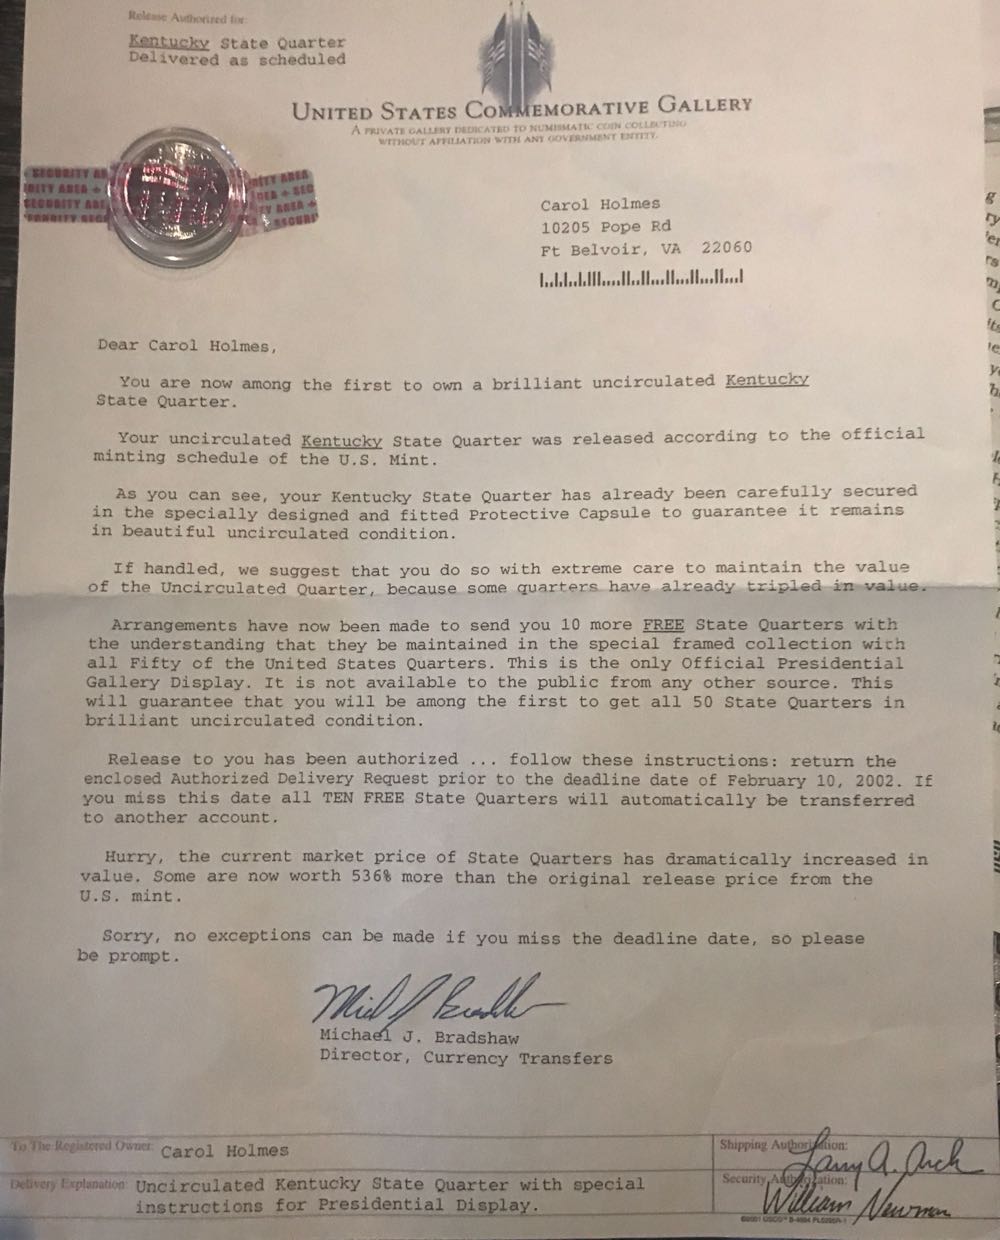 Release Authorized for:
Kentucky State Quarter
Delivered as scheduled
UNITED STATES COMMEMORATIVE GALLERY
A PRIVATE GALLERY DEDICATED TO NUMISMATIC COIN COLLECTING
WITHOUT AFFILIATION WITH ANY GOVERNMENT ENTITY.
SECURITY AREA
Carol Holmes
10205 Pope Rd
Ft Belvoir, VA 22060
Dear Carol Holmes,
You are now among the first to own a brilliant uncirculated Kentucky
State Quarter.
Your uncirculated Kentucky State Quarter was released according to the official
minting schedule of the U.S. Mint.
As you can see, your Kentucky State Quarter has already been carefully secured
in the specially designed and fitted Protective Capsule to guarantee it remains
in beautiful uncirculated condition.
If handled, we suggest that you do so with extreme care to maintain the value
of the Uncirculated Quarter, because some quarters have already tripled in value.
Arrangements have now been made to send you 10 more FREE State Quarters with
the understanding that they be maintained in the special framed collection with
all Fifty of the United States Quarters. This is the only Official Presidential
Gallery Display. It is not available to the public from any other source. This
will guarantee that you will be among the first to get all 50 State Quarters in
brilliant uncirculated condition.
Release to you has been authorized ... follow these instructions: return the
enclosed Authorized Delivery Request prior to the deadline date of February 10, 2002. If
you miss this date all TEN FREE State Quarters will automatically be transferred
to another account.
Hurry, the current market price of State Quarters has dramatically increased in
value. Some are now worth 536% more than the original release price from the
U.S. mint.
Sorry, no exceptions can be made if you miss the deadline date, so please
be prompt.
Michael J. Bradshaw
Director, Currency Transfers
To The Registered Owner: Carol Holmes
Delivery Explanation: Uncirculated Kentucky State Quarter with special
instructions for Presidential Display.
Shipping Authorization:
Larry A. Arch
Security Authorization:
William Newman